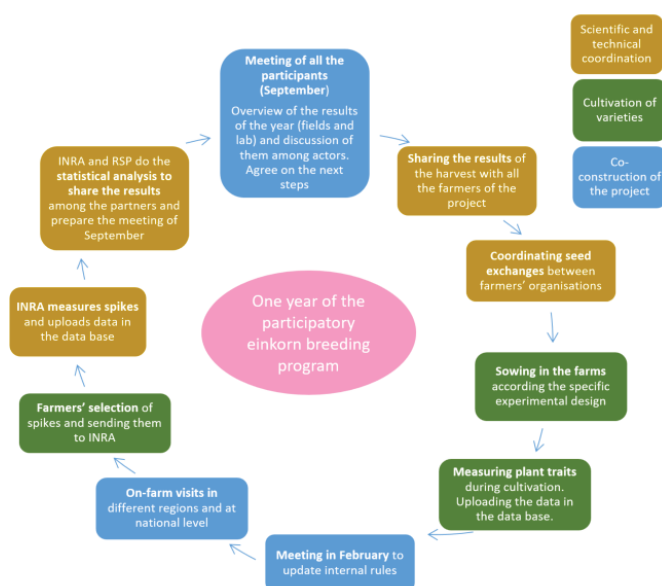 Meeting of all the
participants
(September)
Overview of the results
of the year (fields and
lab) and discussion of
them among actors.
Agree on the next
steps
Sharing the results of
the harvest with all
the farmers of the
project
Coordinating seed
exchanges between
farmers' organisations
Sowing in the farms
according the specific
experimental design
Measuring plant traits
during cultivation.
Uploading the data in
the data base.
Meeting in February to
update internal rules
On-farm visits in
different regions and at
national level
Farmers' selection of
spikes and sending them
to INRA
INRA measures spikes
and uploads data in
the data base
INRA and RSP do the
statistical analysis to
share the results
among the partners and
prepare the meeting of
September
One year of the
participatory
einkorn breeding
program
Scientific and
technical
coordination
Cultivation of
varieties
Co-
construction of
the project